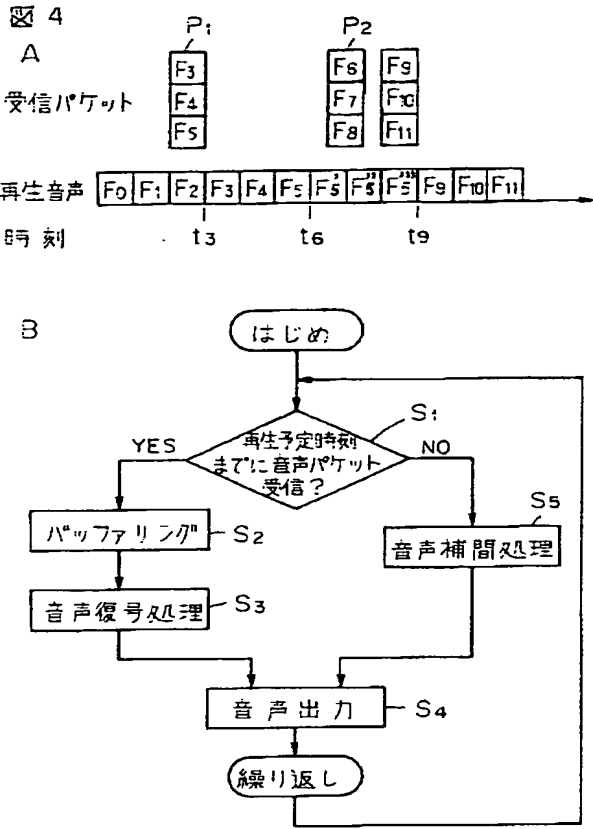 図 4
A
P1 P2
F3 F6 F9
受信パケット F4 F7 F10
F5 F8 F11
再生音声 F0 F1 F2 F3 F4 F5 F5' F5'' F5''' F9 F10 F11
時刻 t3 t6 t9
B
はじめ
S1
再生予定時刻
YES までに音声パケット NO
受信?
S5
バッファリング S2
音声補間処理
音声復号処理 S3
音声出力 S4
繰り返し